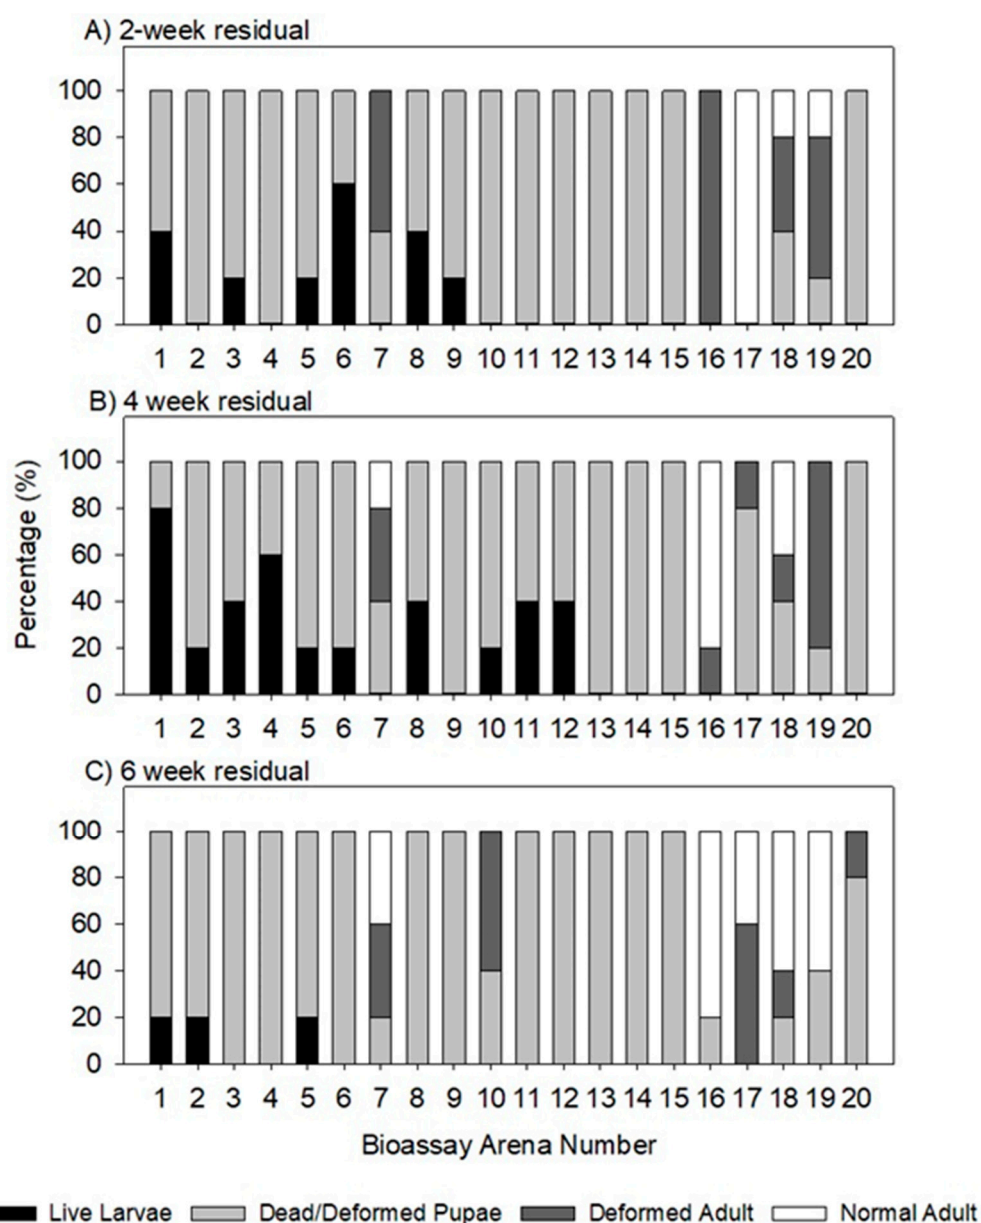 A) 2-week residual
100
80
60
40
20
0
1 2 3 4 5 6 7 8 9 10 11 12 13 14 15 16 17 18 19 20
B) 4 week residual
100
80
60
40
20
0
1 2 3 4 5 6 7 8 9 10 11 12 13 14 15 16 17 18 19 20
Percentage (%)
C) 6 week residual
100
80
60
40
20
0
1 2 3 4 5 6 7 8 9 10 11 12 13 14 15 16 17 18 19 20
Bioassay Arena Number
Live Larvae Dead/Deformed Pupae Deformed Adult Normal Adult